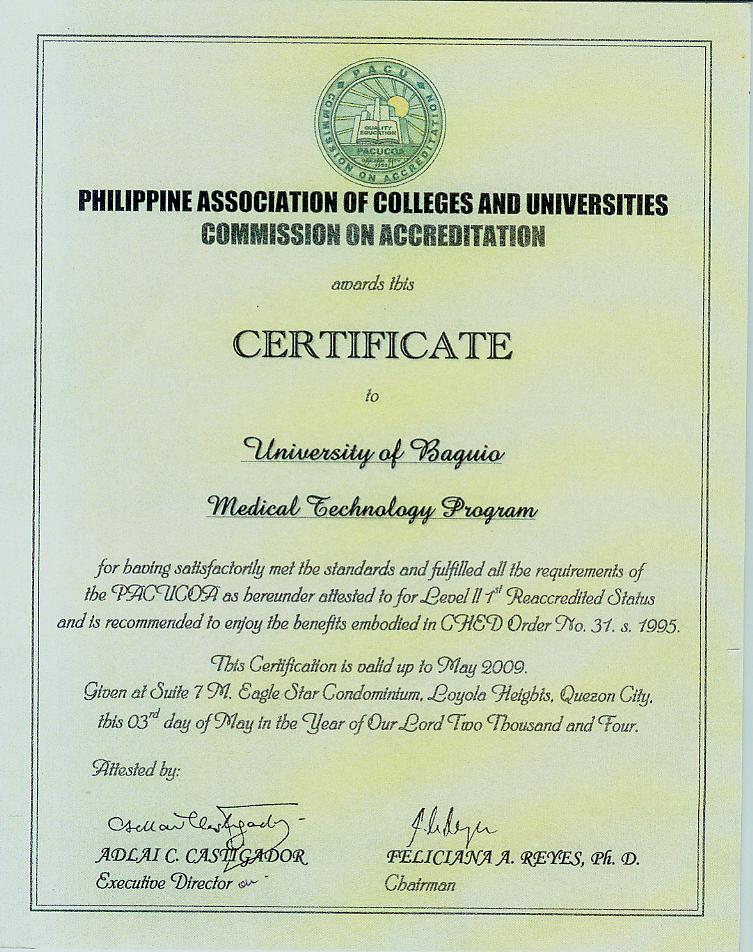 PACU
COMMISSION ON ACCREDITATION
QUALITY
EDUCATION
PACUCOA
PHILIPPINE ASSOCIATION OF COLLEGES AND UNIVERSITIES
COMMISSION ON ACCREDITATION
awards this
CERTIFICATE
to
University of Baguio
Medical Technology Program
for having satisfactorily met the standards and fulfilled all the requirements of
the PACUCOA as hereunder attested to for Level II 1st Reaccredited Status
and is recommended to enjoy the benefits embodied in CHED Order No. 31. s. 1995.
This Certification is valid up to May 2009.
Given at Suite 7 M. Eagle Star Condominium, Loyola Heights, Quezon City,
this 03rd day of May in the Year of Our Lord Two Thousand and Four.
Attested by:
ADLAI C. CASTIGADOR FELICIANA A. REYES, Ph. D.
Executive Director Chairman